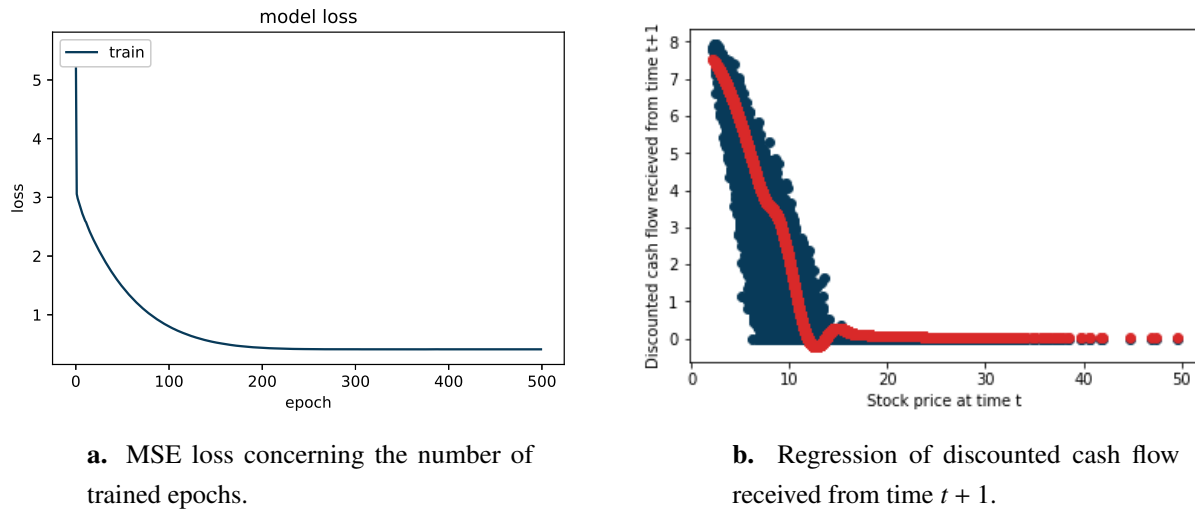 model loss
train
5
4
3
2
1
0
100
200
300
400
500
loss
epoch
Discounted cash flow recieved from time t+1
8
7
6
5
4
3
2
1
0
0
10
20
30
40
50
Stock price at time t
a. MSE loss concerning the number of
trained epochs.
b. Regression of discounted cash flow
received from time t + 1.